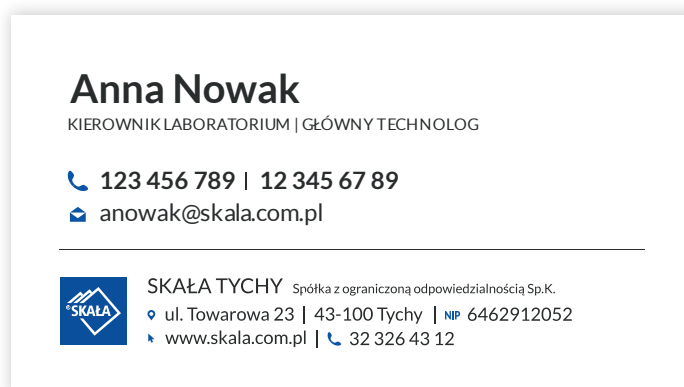 Anna Nowak
KIEROWNIK LABORATORIUM | GŁÓWNY TECHNOLOG
123 456 789 | 12 345 67 89
anowak@skala.com.pl
®SKAŁA
SKAŁA TYCHY Spółka z ograniczoną odpowiedzialnością Sp.K.
ul. Towarowa 23 | 43-100 Tychy | NIP 6462912052
www.skala.com.pl | 32 326 43 12